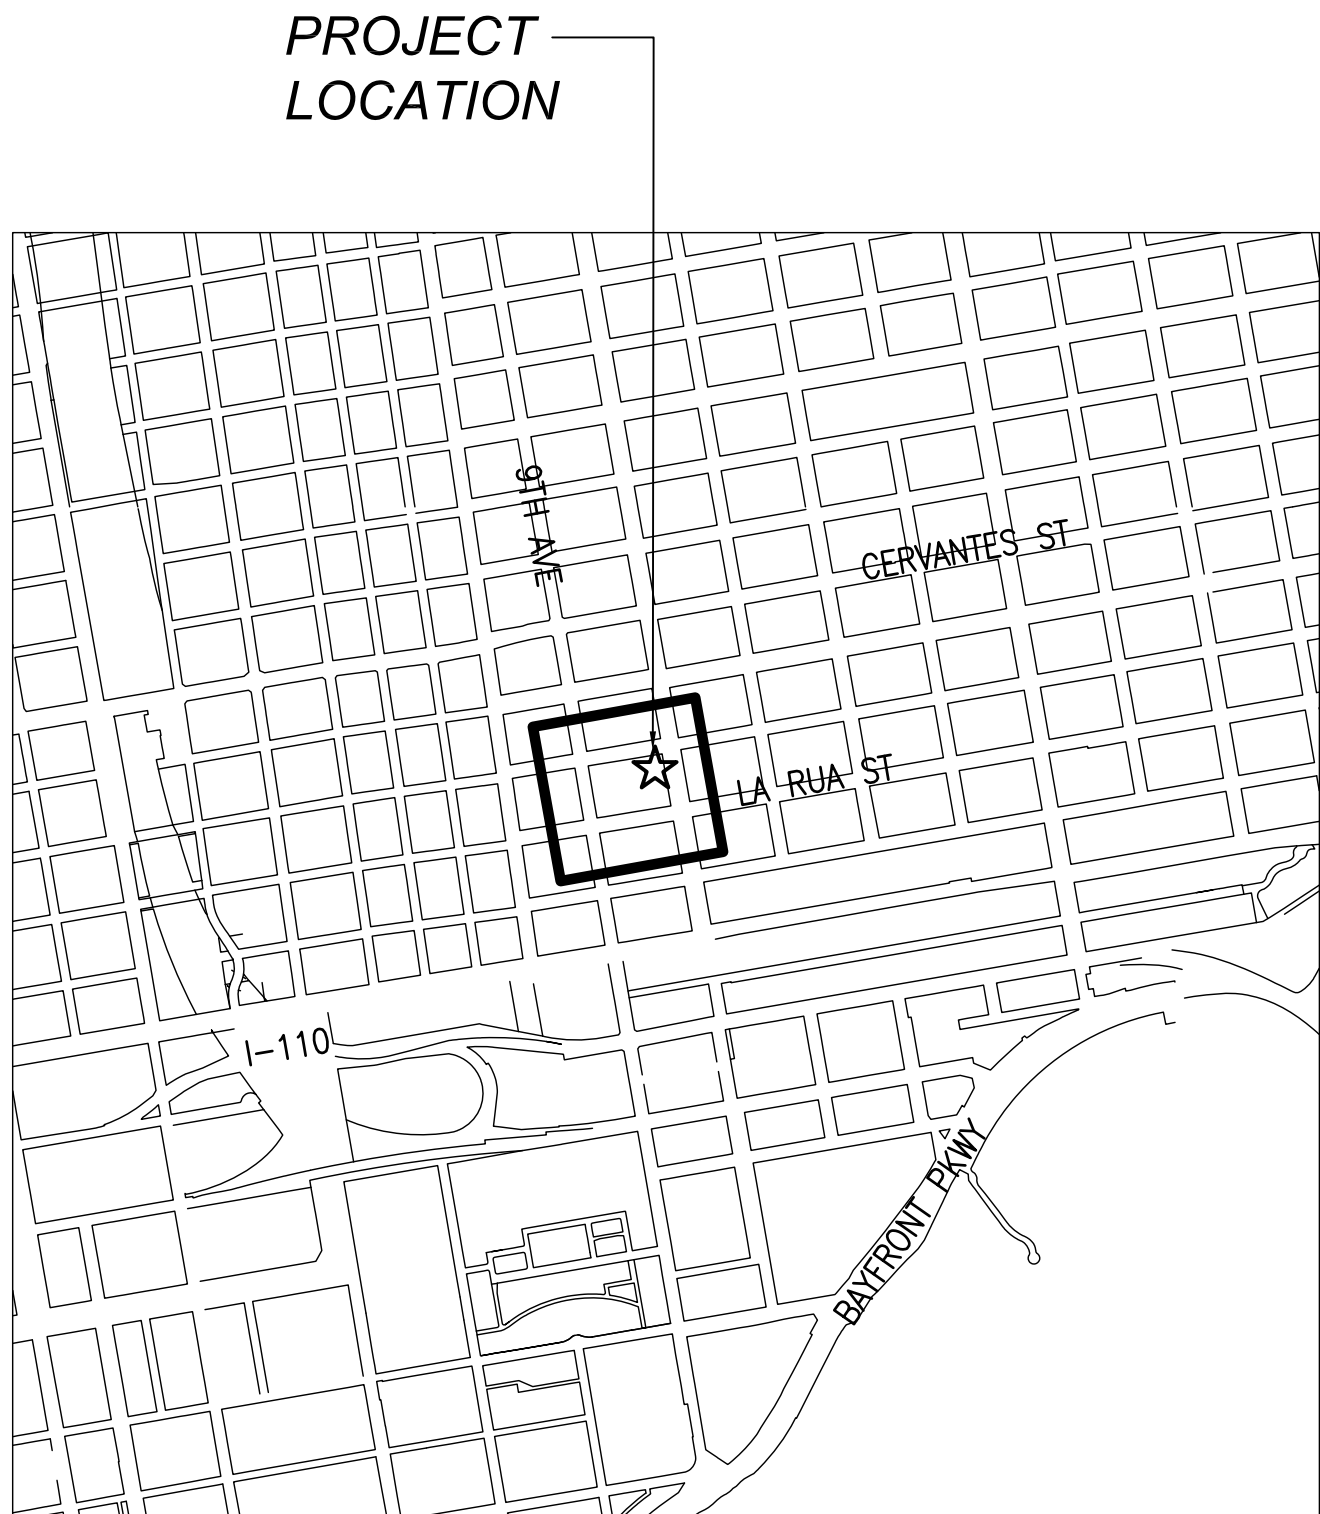 PROJECT
LOCATION
9TH AVE
CERVANTES ST
LA RUA ST
I-110
BAYFRONT PKWY